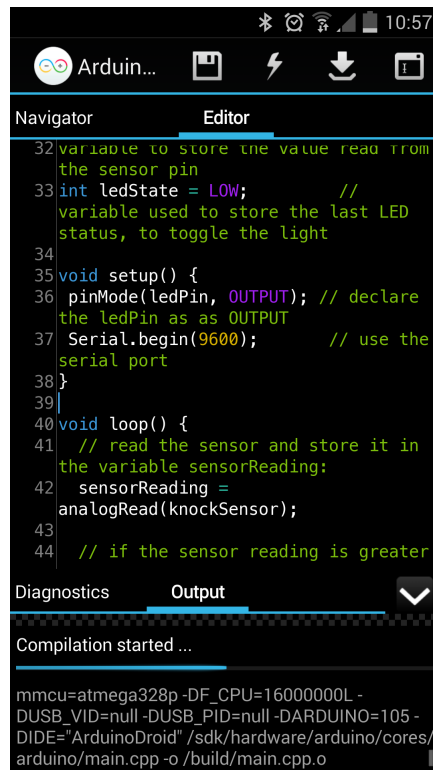 10:57
Arduin...
Navigator
Editor
32 variable to store the value read from
the sensor pin
33 int ledState = LOW; //
variable used to store the last LED
status, to toggle the light
34
35 void setup() {
36 pinMode(ledPin, OUTPUT); // declare
the ledPin as as OUTPUT
37 Serial.begin(9600); // use the
serial port
38 }
39
40 void loop() {
41 // read the sensor and store it in
the variable sensorReading:
42 sensorReading =
analogRead(knockSensor);
43
44 // if the sensor reading is greater
Diagnostics
Output
Compilation started ...
mmcu=atmega328p -DF_CPU=16000000L -
DUSB_VID=null -DUSB_PID=null -DARDUINO=105 -
DIDE="ArduinoDroid" /sdk/hardware/arduino/cores/
arduino/main.cpp -o /build/main.cpp.o